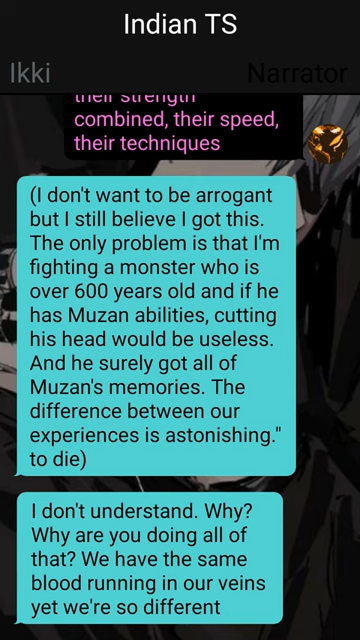 Indian TS
Ikki
Narrator
their strength
combined, their speed,
their techniques
(I don't want to be arrogant
but I still believe I got this.
The only problem is that I'm
fighting a monster who is
over 600 years old and if he
has Muzan abilities, cutting
his head would be useless.
And he surely got all of
Muzan's memories. The
difference between our
experiences is astonishing."
to die)
I don't understand. Why?
Why are you doing all of
that? We have the same
blood running in our veins
yet we're so different